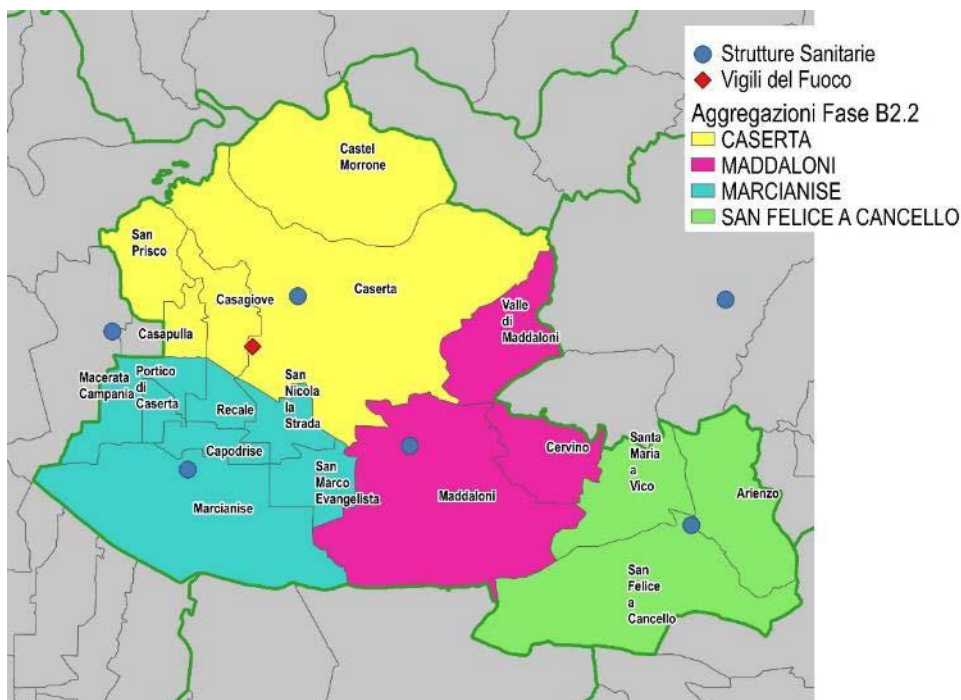 Strutture Sanitarie
Vigili del Fuoco
Aggregazioni Fase B2.2
CASERTA
MADDALONI
MARCIANISE
SAN FELICE A CANCELLO
Castel
Morrone
San
Prisco
Caserta
Casagiove
Valle
di
Maddaloni
Casapulla
Macerata
Campania
Portico
di
Caserta
San
Nicola
la
Strada
Recale
Capodrise
San
Marco
Evangelista
Marcianise
Maddaloni
Cervino
Santa
Maria
a
Vico
Arienzo
San
Felice
a
Cancello